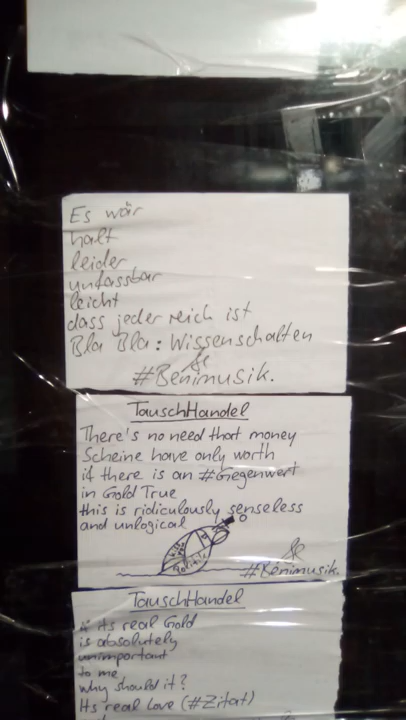 Es wär
halt
leider
unfassbar
leicht
dass jeder reich ist
Bla Bla: Wissenschaften
#Benimusik.
TauschHandel
There's no need that money
Scheine have only worth
if there is an #Gegenwert
in Gold True
this is ridiculously senseless
and unlogical
#Benimusik.
TauschHandel
if its real Gold
is absolutely
unimportant
to me,
why should it?
Its real Love (#Zitat)